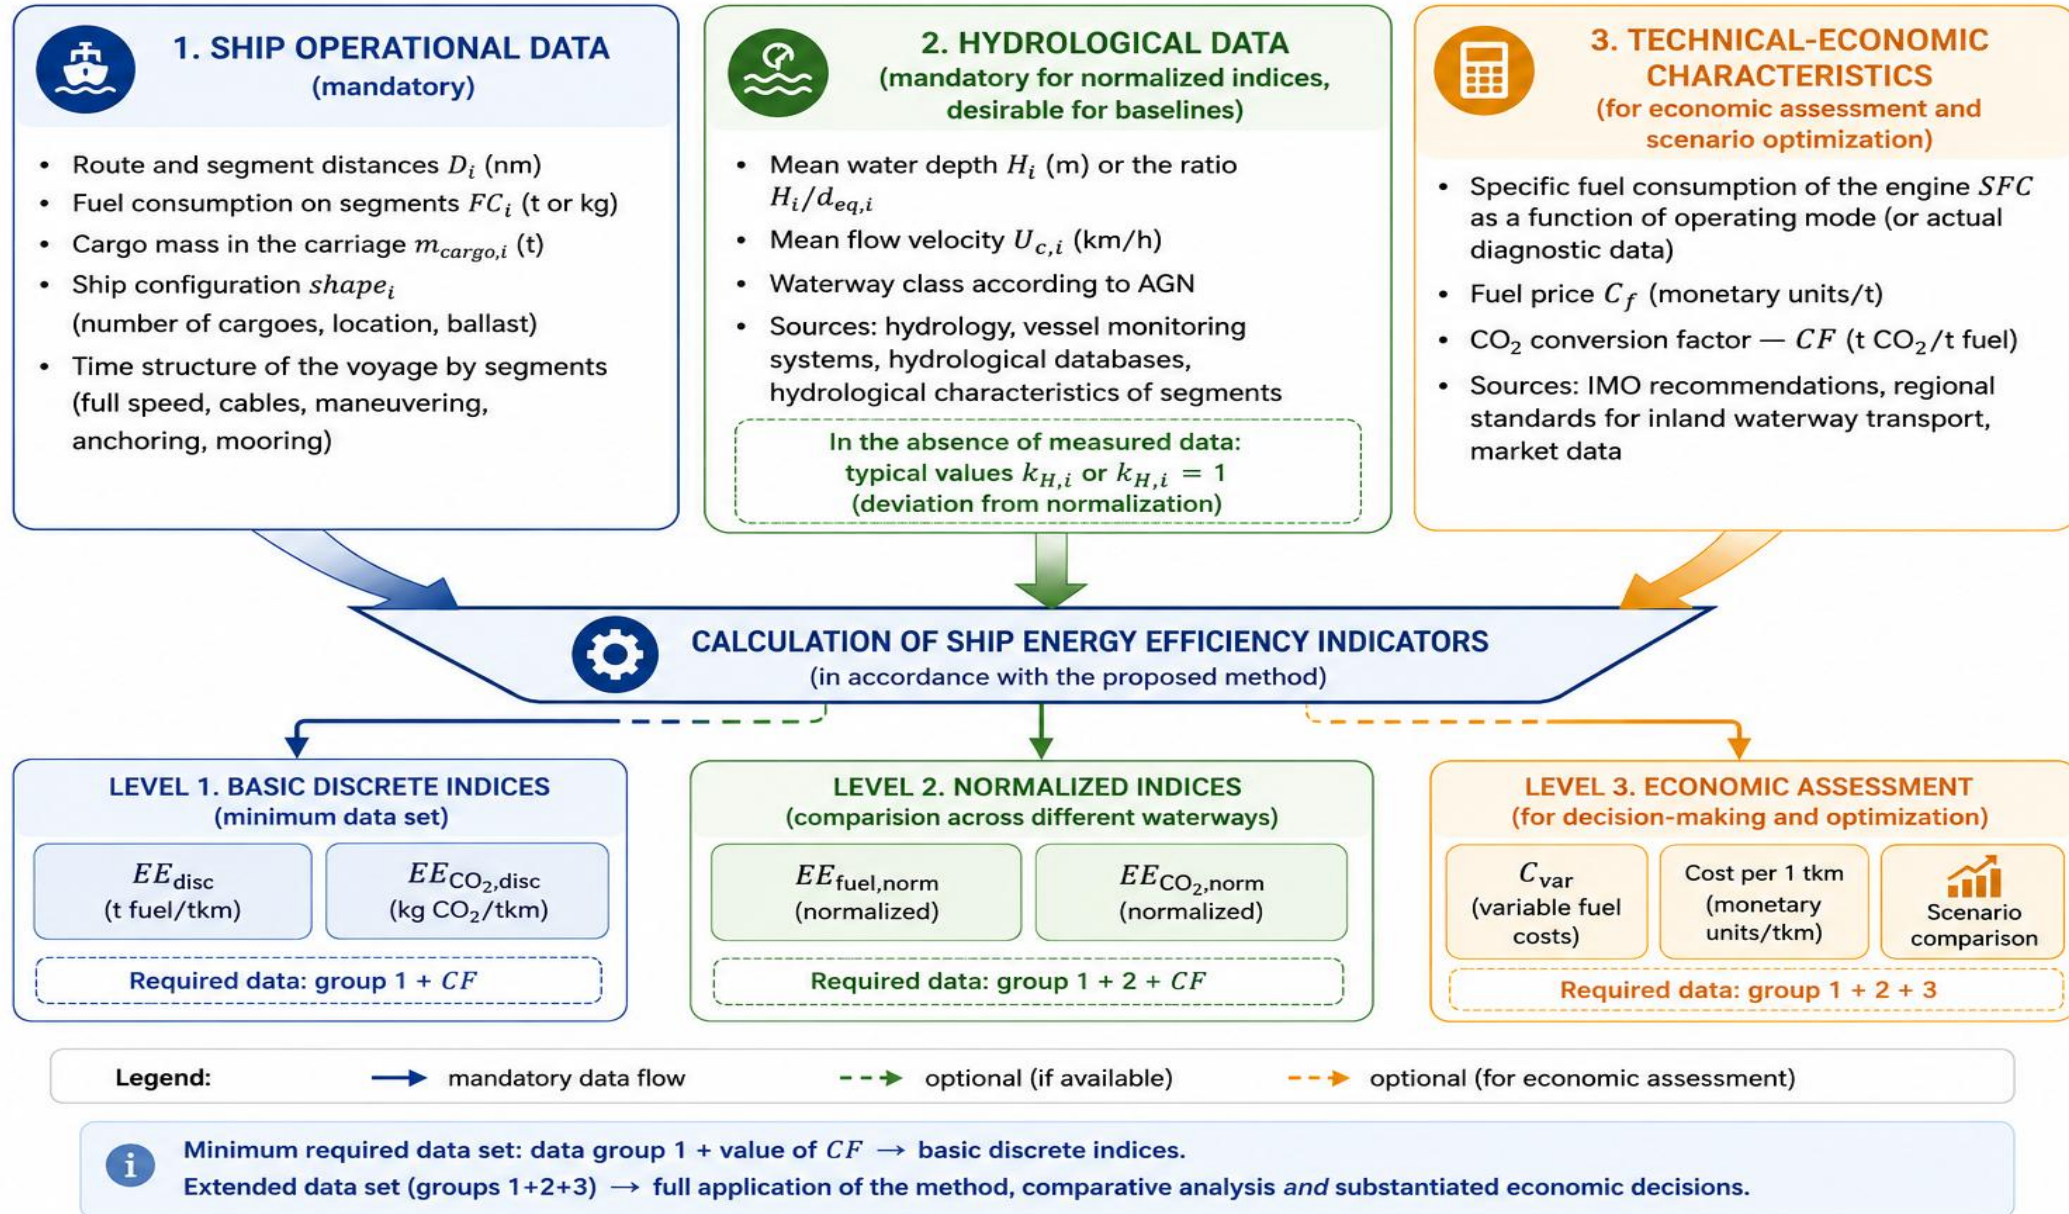 1. SHIP OPERATIONAL DATA
(mandatory)
• Route and segment distances D_i (nm)
• Fuel consumption on segments FC_i (t or kg)
• Cargo mass in the carriage m_cargo,i (t)
• Ship configuration shape_i
(number of cargoes, location, ballast)
• Time structure of the voyage by segments
(full speed, cables, maneuvering,
anchoring, mooring)
2. HYDROLOGICAL DATA
(mandatory for normalized indices,
desirable for baselines)
• Mean water depth H_i (m) or the ratio
H_i/d_eq,i
• Mean flow velocity U_c,i (km/h)
• Waterway class according to AGN
• Sources: hydrology, vessel monitoring
systems, hydrological databases,
hydrological characteristics of segments
In the absence of measured data:
typical values k_H,i or k_H,i = 1
(deviation from normalization)
3. TECHNICAL-ECONOMIC
CHARACTERISTICS
(for economic assessment and
scenario optimization)
• Specific fuel consumption of the engine SFC
as a function of operating mode (or actual
diagnostic data)
• Fuel price C_f (monetary units/t)
• CO₂ conversion factor — CF (t CO₂/t fuel)
• Sources: IMO recommendations, regional
standards for inland waterway transport,
market data
CALCULATION OF SHIP ENERGY EFFICIENCY INDICATORS
(in accordance with the proposed method)
LEVEL 1. BASIC DISCRETE INDICES
(minimum data set)
EE_disc
(t fuel/tkm)
EE_CO₂,disc
(kg CO₂/tkm)
Required data: group 1 + CF
LEVEL 2. NORMALIZED INDICES
(comparision across different waterways)
EE_fuel,norm
(normalized)
EE_CO₂,norm
(normalized)
Required data: group 1 + 2 + CF
LEVEL 3. ECONOMIC ASSESSMENT
(for decision-making and optimization)
C_var
(variable fuel
costs)
Cost per 1 tkm
(monetary
units/tkm)
Scenario
comparison
Required data: group 1 + 2 + 3
Legend: mandatory data flow optional (if available) optional (for economic assessment)
Minimum required data set: data group 1 + value of CF → basic discrete indices.
Extended data set (groups 1+2+3) → full application of the method, comparative analysis and substantiated economic decisions.